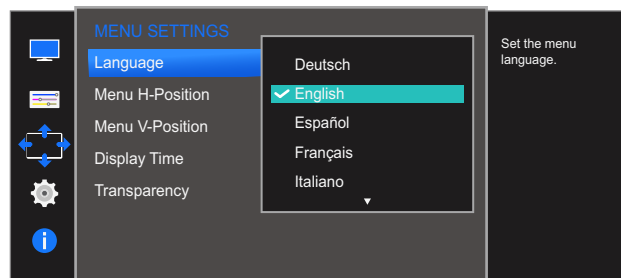 MENU SETTINGS
Language
Menu H-Position
Menu V-Position
Display Time
Transparency
Deutsch
English
Español
Français
Italiano
Set the menu
language.
i